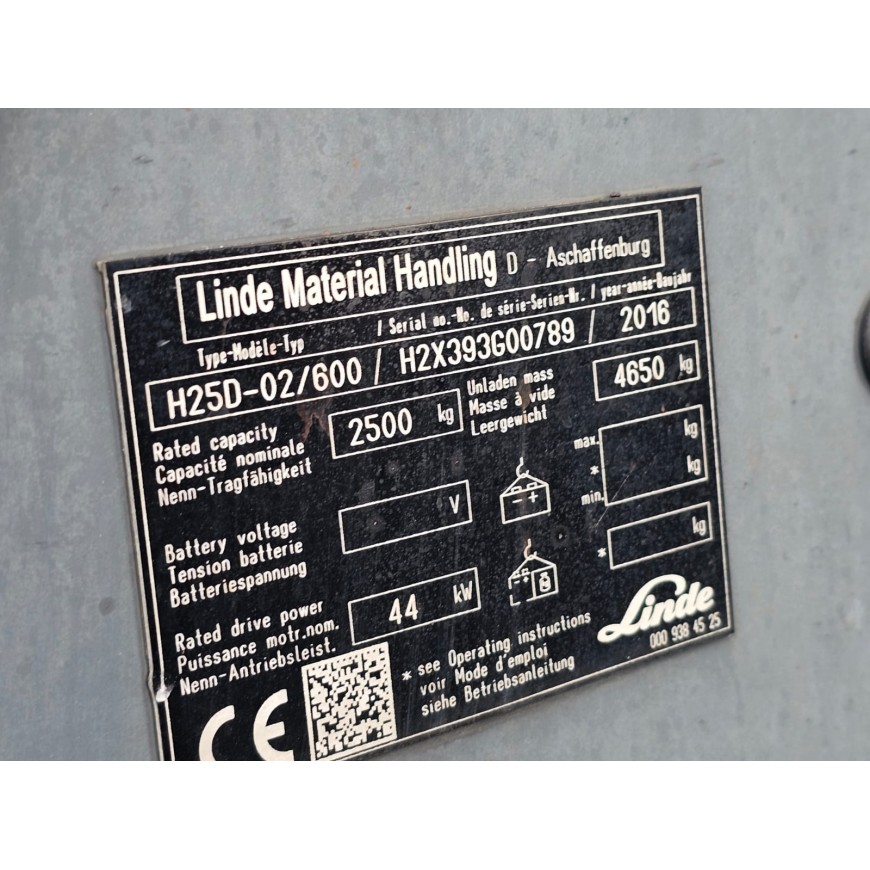 Linde Material Handling D - Aschaffenburg
Type-Modèle-Typ / Serial no.-No. de série-Serien-Nr. / year-année-Baujahr
H25D-02/600 / H2X393G00789 / 2016
Rated capacity
Capacité nominale
Nenn-Tragfähigkeit
2500 kg
Unladen mass
Masse à vide
Leergewicht
4650 kg
Battery voltage
Tension batterie
Batteriespannung
V
max. kg
* kg
min.
* kg
Rated drive power
Puissance motr.nom.
Nenn-Antriebsleist.
44 kW
* see Operating instructions
voir Mode d'emploi
siehe Betriebsanleitung
Linde
000 938 45 25
CE